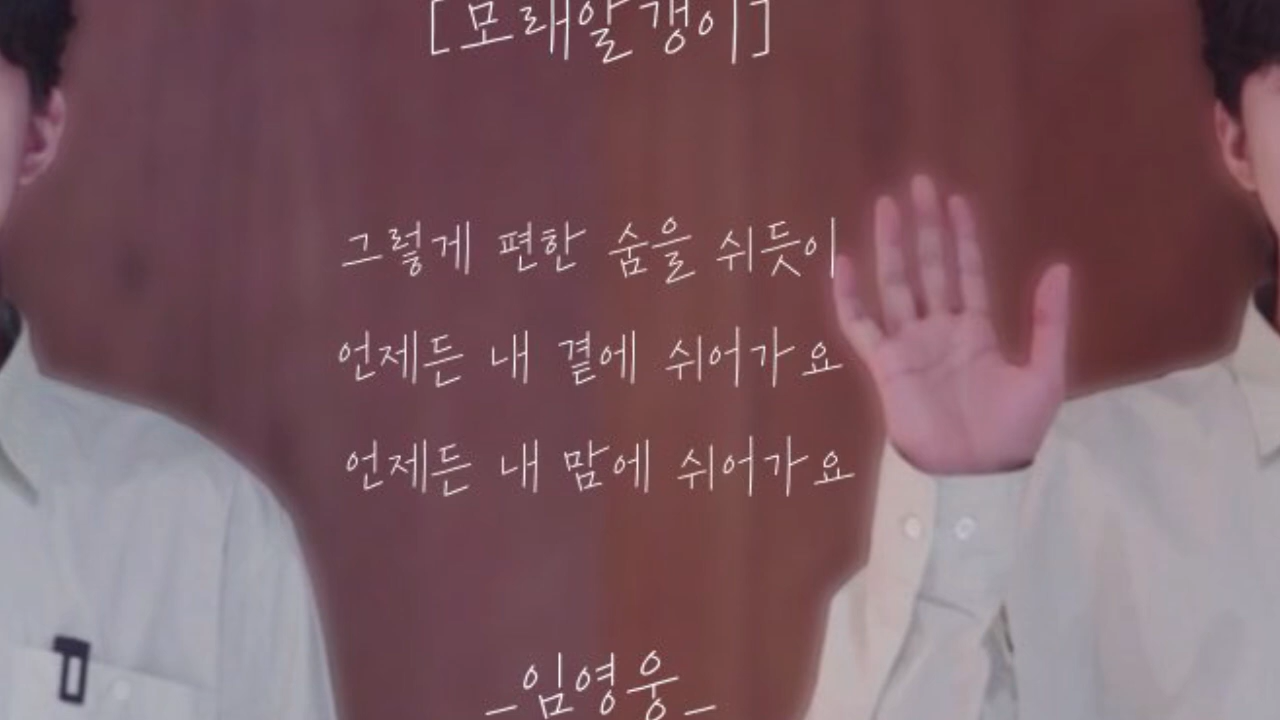 [모래알갱이]
그렇게 편한 숨을 쉬듯이
언제든 내 곁에 쉬어가요
언제든 내 맘에 쉬어가요
_임영웅_